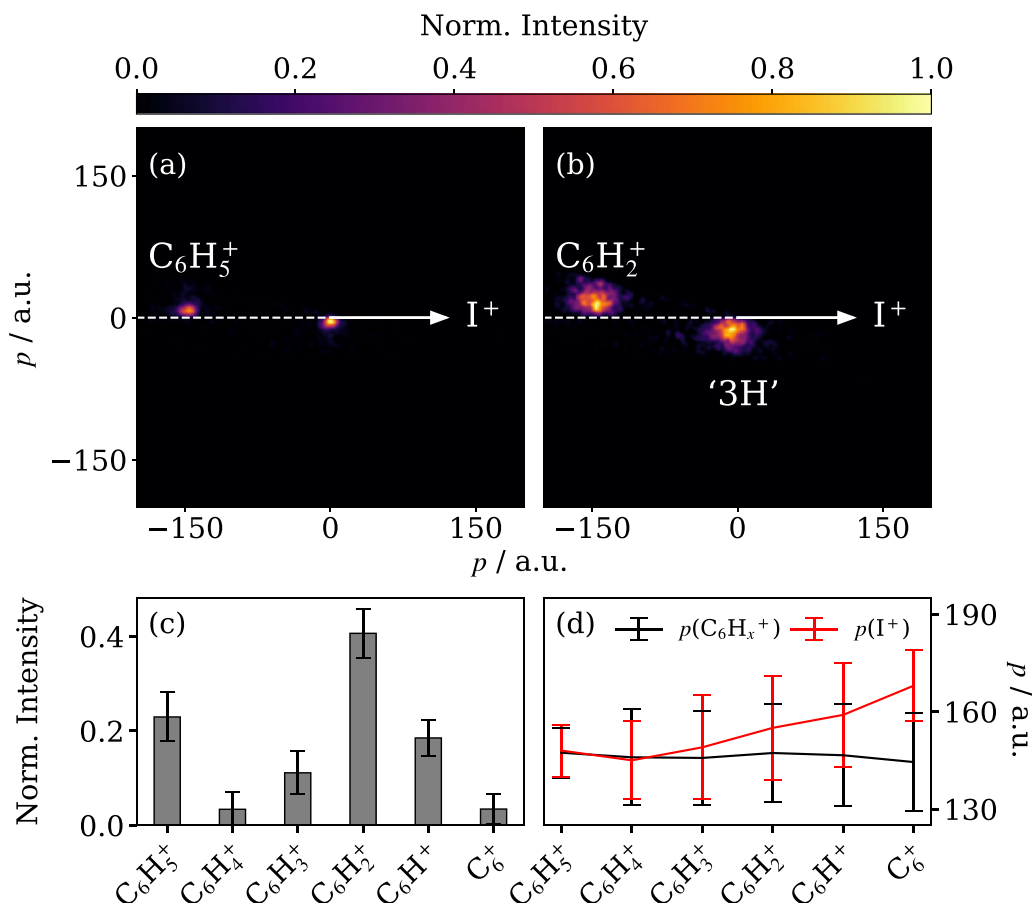 Norm. Intensity
0.0 0.2 0.4 0.6 0.8 1.0
(a) (b)
150
0
−150
p / a.u.
C₆H₅⁺
I⁺
C₆H₂⁺
I⁺
‘3H’
−150 0 150 −150 0 150
p / a.u.
(c) (d)
Norm. Intensity
0.4
0.2
0.0
p(C₆Hₓ⁺) p(I⁺)
190
160
130
p / a.u.
C₆H₅⁺ C₆H₄⁺ C₆H₃⁺ C₆H₂⁺ C₆H⁺ C₆⁺
C₆H₅⁺ C₆H₄⁺ C₆H₃⁺ C₆H₂⁺ C₆H⁺ C₆⁺